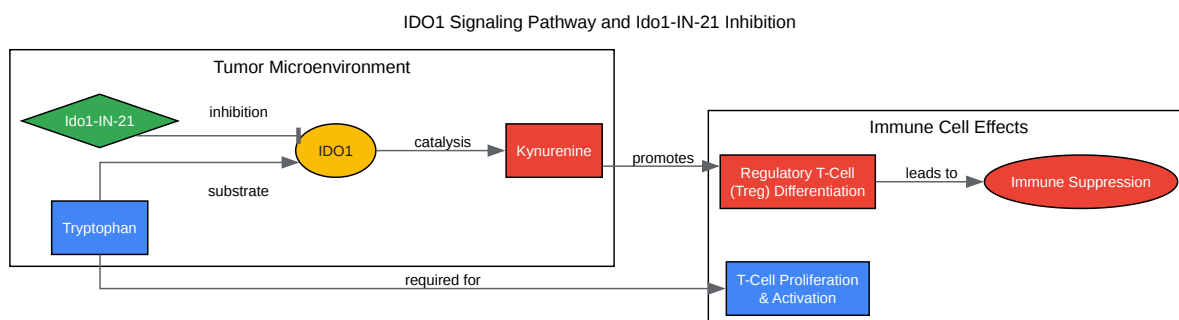 IDO1 Signaling Pathway and Ido1-IN-21 Inhibition
Tumor Microenvironment
Ido1-IN-21
inhibition
IDO1
catalysis
Kynurenine
substrate
Tryptophan
promotes
required for
Immune Cell Effects
Regulatory T-Cell
(Treg) Differentiation
leads to
Immune Suppression
T-Cell Proliferation
& Activation